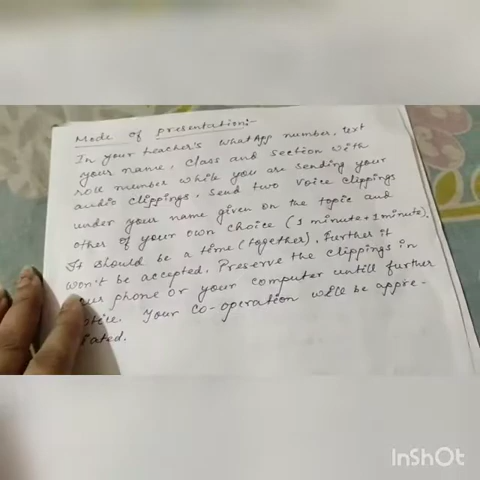 Mode of presentation:-
In your teacher's WhatApp number, text
your name, class and section with
roll number while you are sending your
audio clippings. Send two voice clippings
under your name given on the topic and
other of your own choice (1 minute + 1 minute).
It should be a time (together). Further it
won't be accepted. Preserve the clippings in
phone or your computer untill further
Your co-operation will be appre-
iated.
InShOt